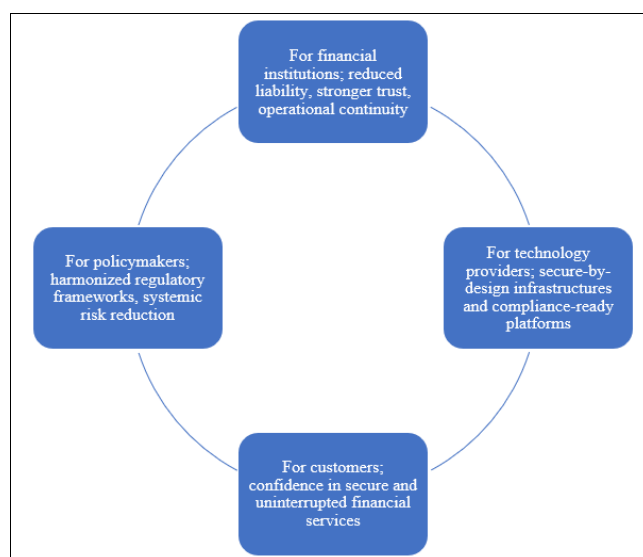 For financial
institutions; reduced
liability, stronger trust,
operational continuity
For technology
providers; secure-by-
design infrastructures
and compliance-ready
platforms
For customers;
confidence in secure and
uninterrupted financial
services
For policymakers;
harmonized regulatory
frameworks, systemic
risk reduction